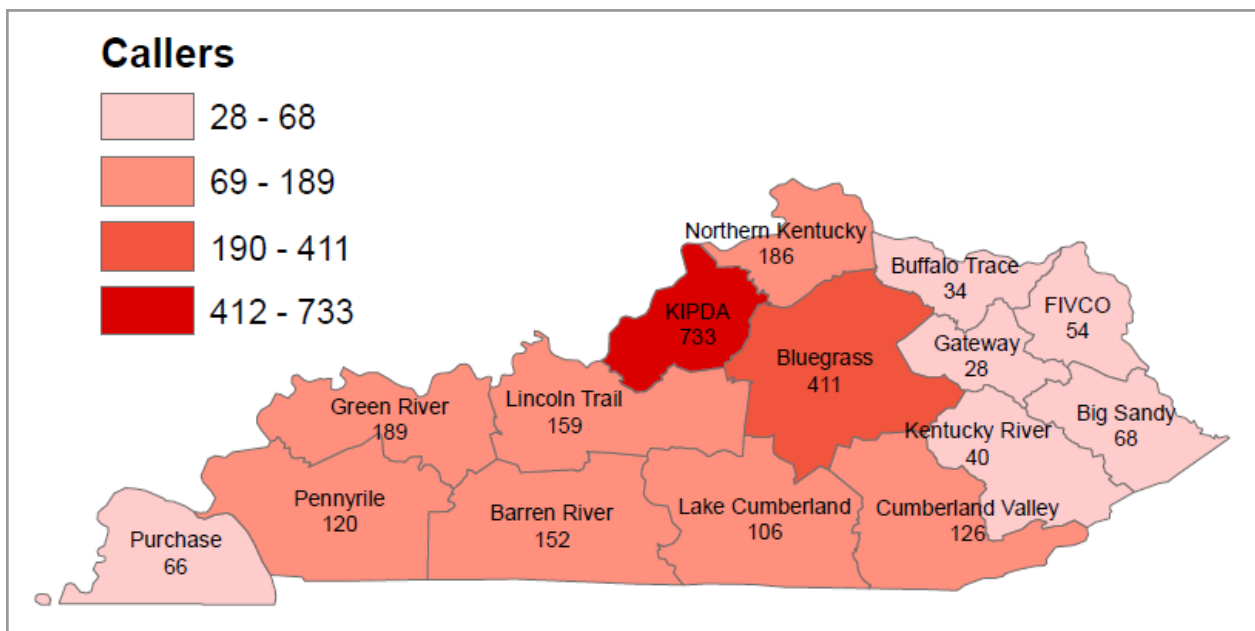 Callers
28 - 68
69 - 189
190 - 411
412 - 733
Northern Kentucky
186
Buffalo Trace
34
FIVCO
54
KIPDA
733
Gateway
28
Bluegrass
411
Big Sandy
68
Lincoln Trail
159
Green River
189
Kentucky River
40
Pennyrile
120
Barren River
152
Lake Cumberland
106
Cumberland Valley
126
Purchase
66